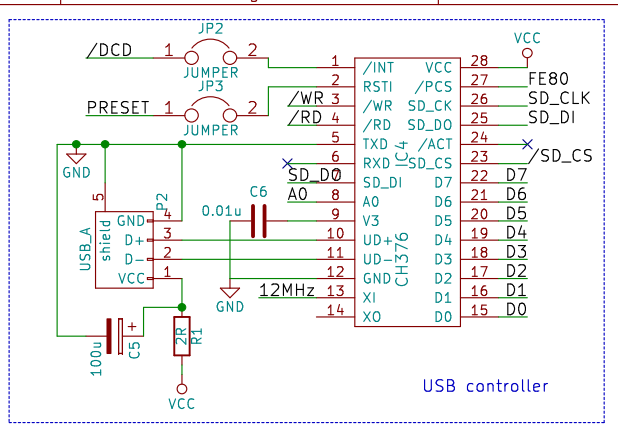 JP2
/DCD 1 2
JUMPER
JP3
PRESET 1 2
JUMPER
VCC
1 /INT VCC 28
2 RSTI /PCS 27 FE80
/WR 3 /WR SD_CK 26 SD_CLK
/RD 4 /RD SD_DO 25 SD_DI
5 TXD /ACT 24
6 RXD SD_CS 23 /SD_CS
SD_DO 7 SD_DI D7 22 D7
A0 8 A0 D6 21 D6
9 V3 D5 20 D5
10 UD+ D4 19 D4
11 UD- D3 18 D3
12 GND D2 17 D2
12MHz 13 XI D1 16 D1
14 XO D0 15 D0
IC4
CH376
GND
5
P2
USB_A
shield
GND 4
D+ 3
D- 2
VCC 1
C6
0.01u
GND
100u
+
C5
2R
R1
VCC
USB controller